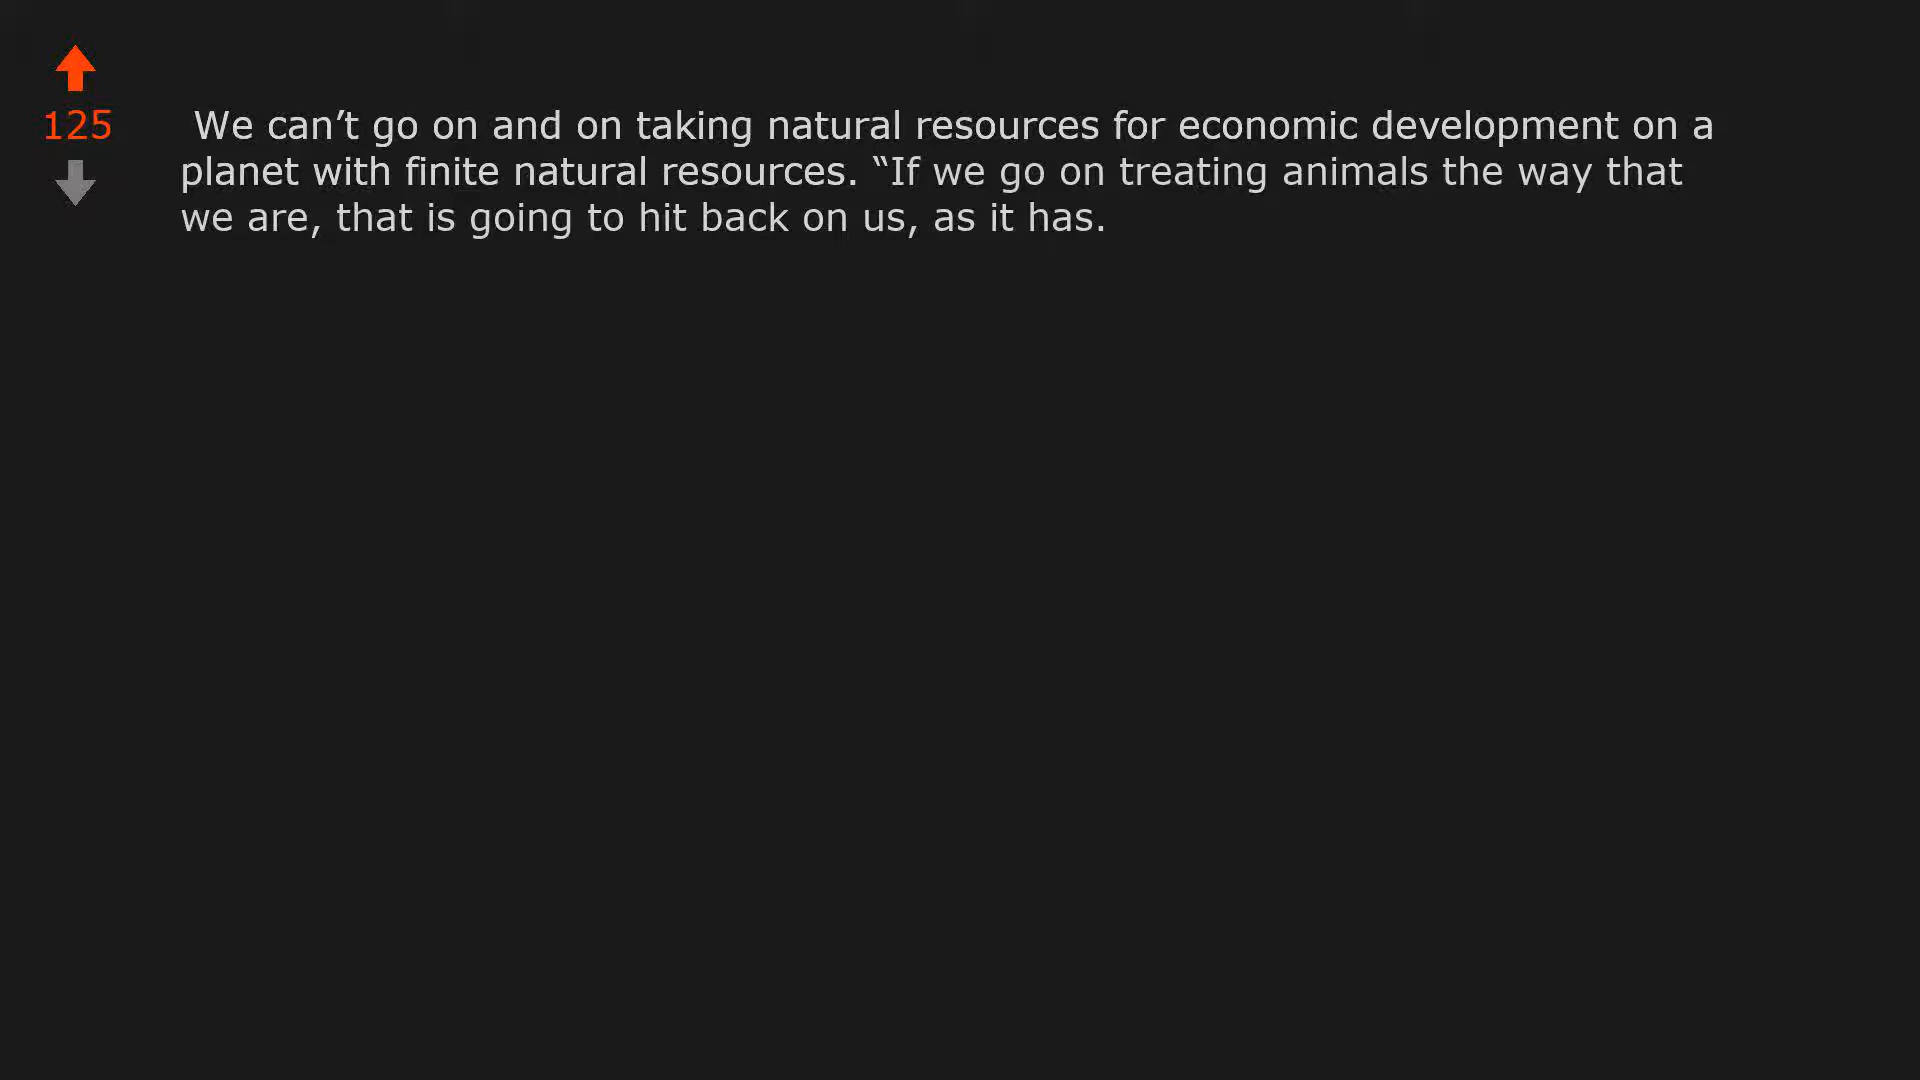 125
We can’t go on and on taking natural resources for economic development on a
planet with finite natural resources. “If we go on treating animals the way that
we are, that is going to hit back on us, as it has.